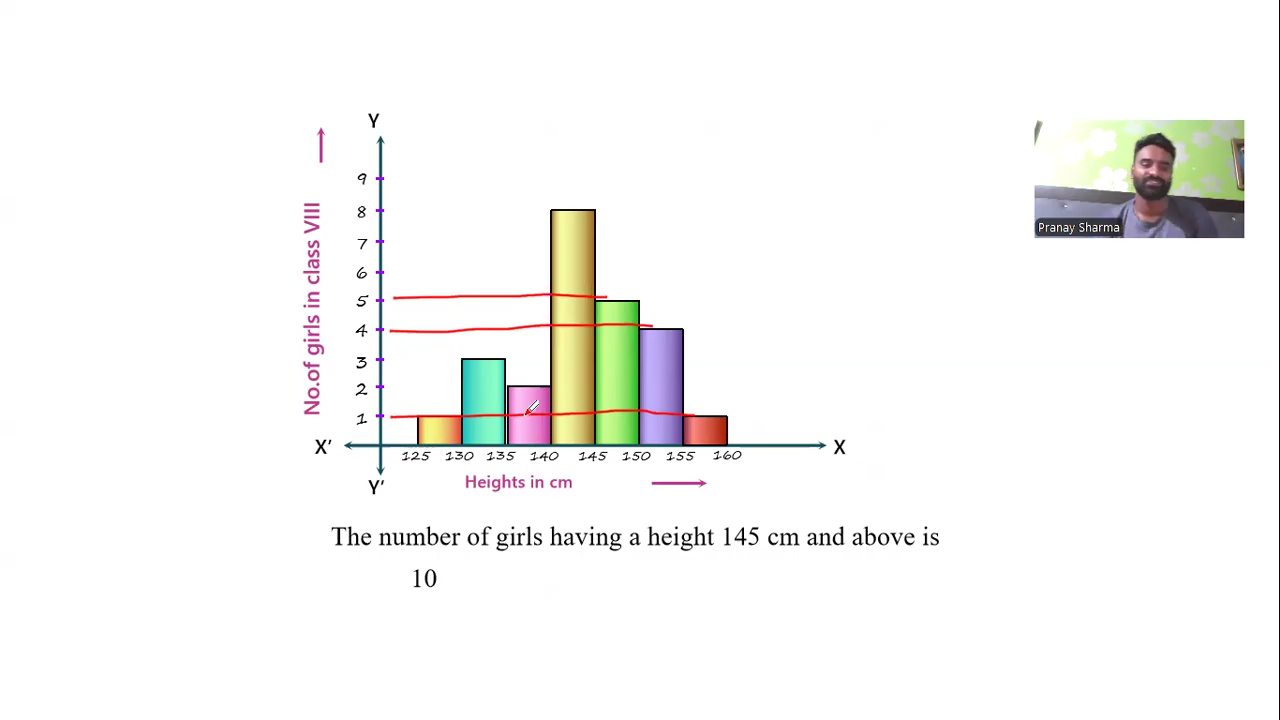 Y
No.of girls in class VIII
9
8
7
6
5
4
3
2
1
X′
X
125 130 135 140 145 150 155 160
Y′
Heights in cm
The number of girls having a height 145 cm and above is
10
Pranay Sharma